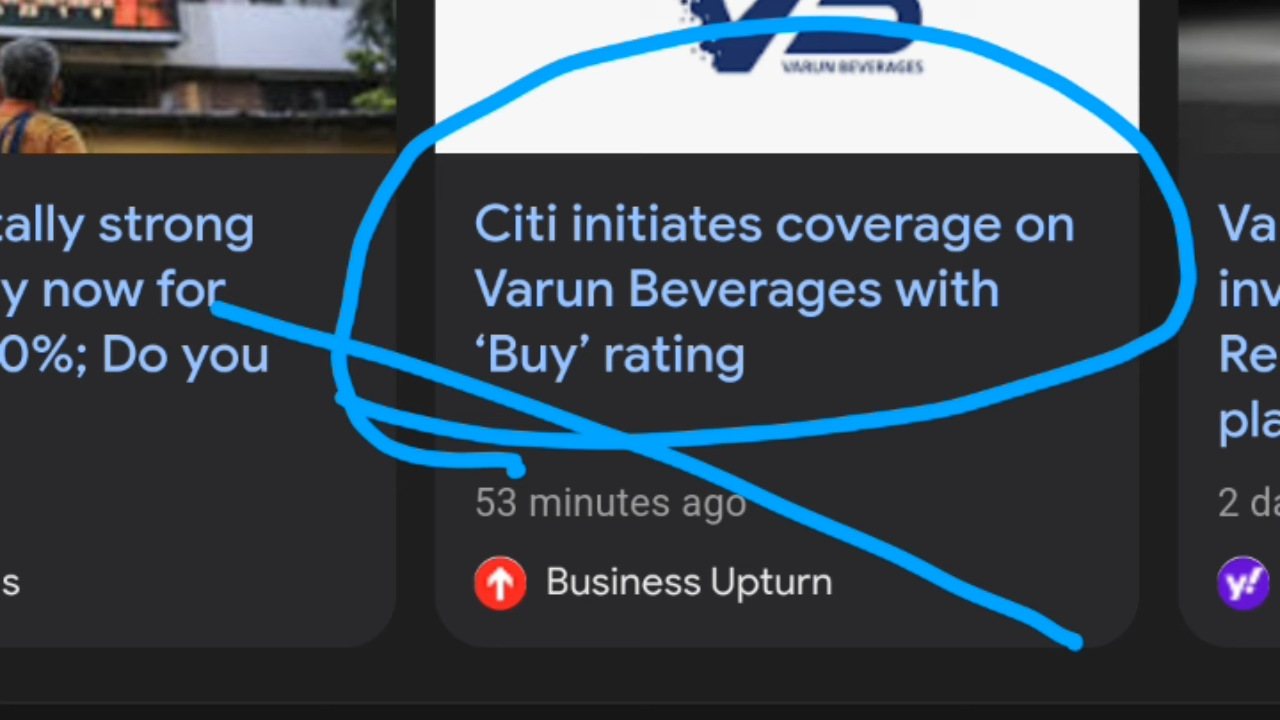 VARUN BEVERAGES
tally strong
y now for
0%; Do you
s
Citi initiates coverage on
Varun Beverages with
‘Buy’ rating
53 minutes ago
Business Upturn
Va
inv
Re
pla
2 da
y!